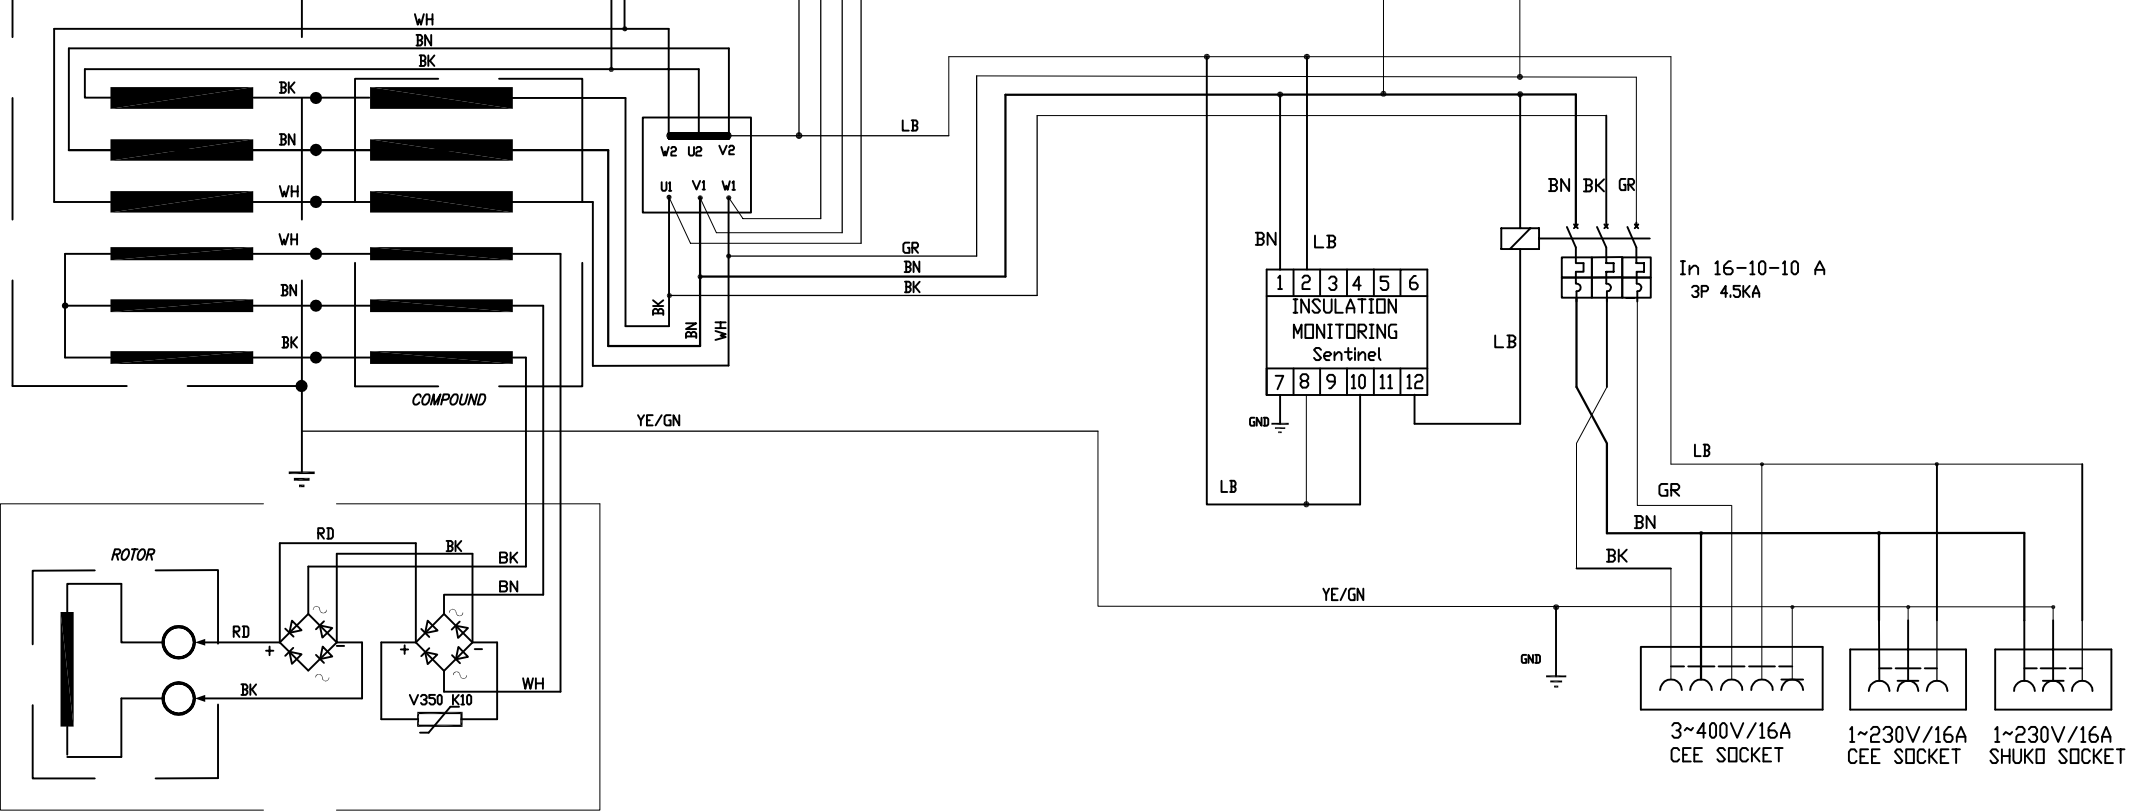 WH
BN
BK
BK
BN
WH
WH
BN
BK
COMPOUND
W2 U2 V2
U1 V1 W1
LB
GR
BN
BK
BK
BN
WH
YE/GN
BN
LB
1 2 3 4 5 6
INSULATION
MONITORING
Sentinel
7 8 9 10 11 12
GND
LB
LB
BN BK GR
In 16-10-10 A
3P 4.5KA
LB
GR
BN
BK
YE/GN
GND
3~400V/16A
CEE SOCKET
1~230V/16A
CEE SOCKET
1~230V/16A
SHUKO SOCKET
ROTOR
RD
BK
BK
BN
RD
+ -
+ -
BK
WH
V350 K10